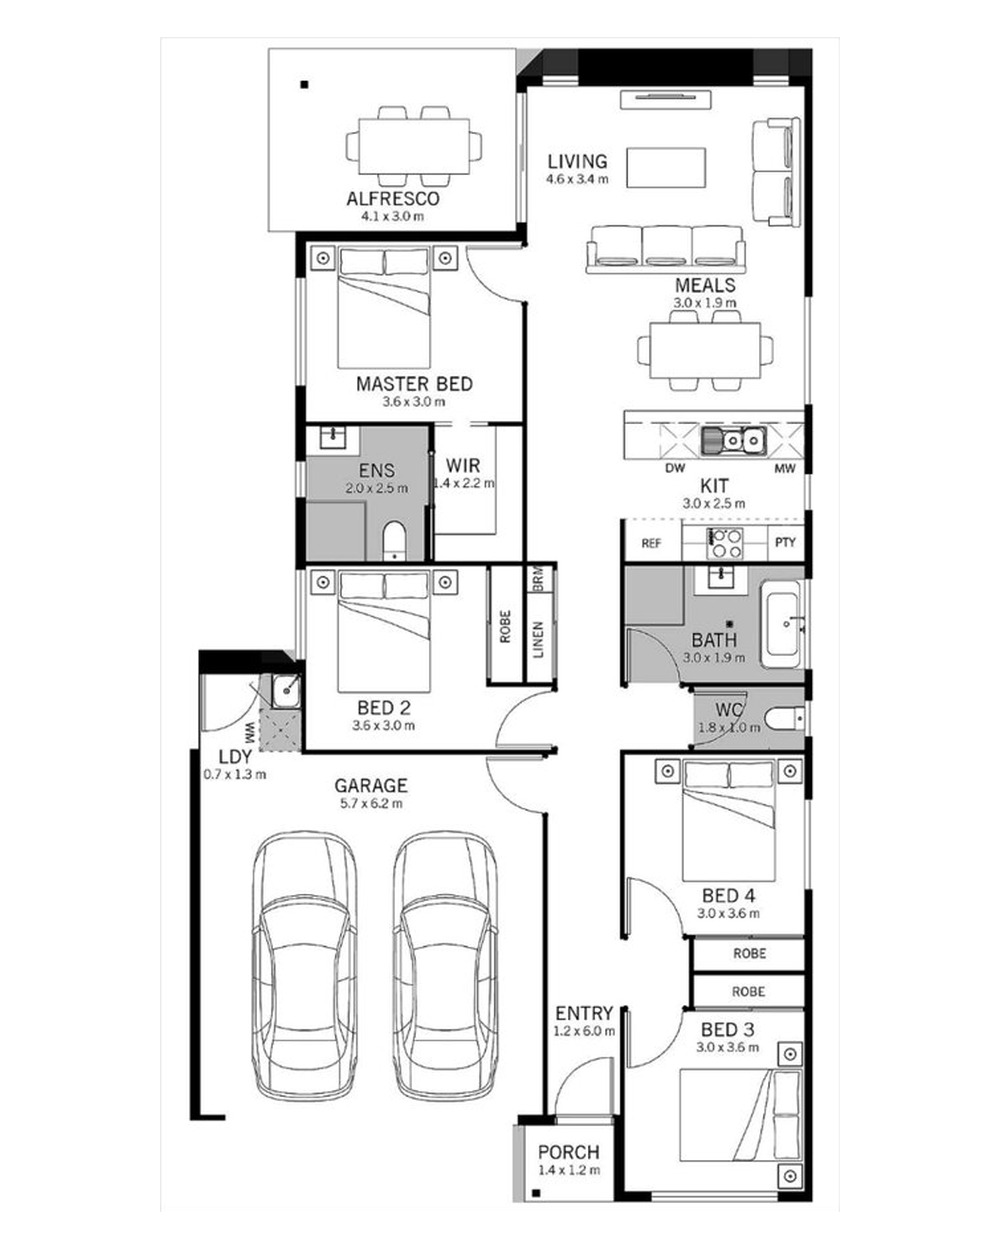 LIVING
4.6 x 3.4 m
ALFRESCO
4.1 x 3.0 m
MEALS
3.0 x 1.9 m
MASTER BED
3.6 x 3.0 m
ENS
2.0 x 2.5 m
WIR
1.4 x 2.2 m
DW
MW
KIT
3.0 x 2.5 m
REF
PTY
BRM
LINEN
ROBE
BATH
3.0 x 1.9 m
BED 2
3.6 x 3.0 m
WC
1.8 x 1.0 m
WM
LDY
0.7 x 1.3 m
GARAGE
5.7 x 6.2 m
BED 4
3.0 x 3.6 m
ROBE
ROBE
ENTRY
1.2 x 6.0 m
BED 3
3.0 x 3.6 m
PORCH
1.4 x 1.2 m